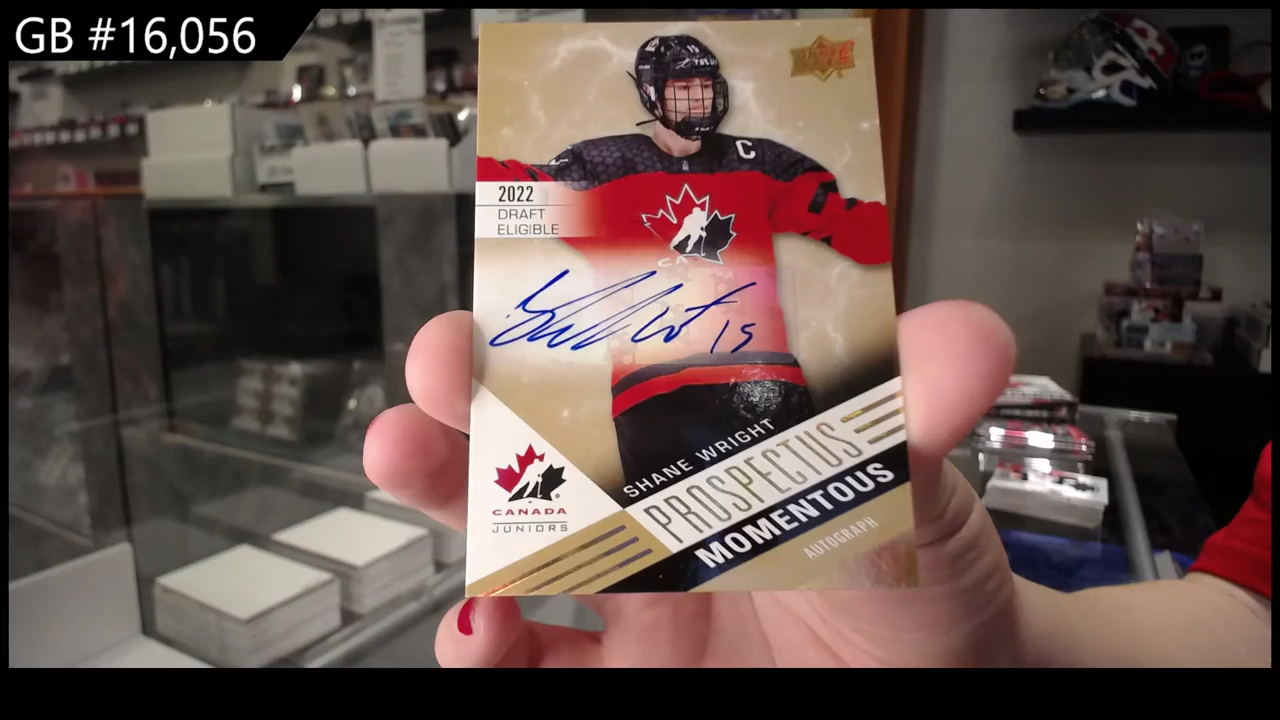 GB #16,056
C
2022
DRAFT
ELIGIBLE
15
SHANE WRIGHT
PROSPECTUS
MOMENTOUS
AUTOGRAPH
CANADA
JUNIORS